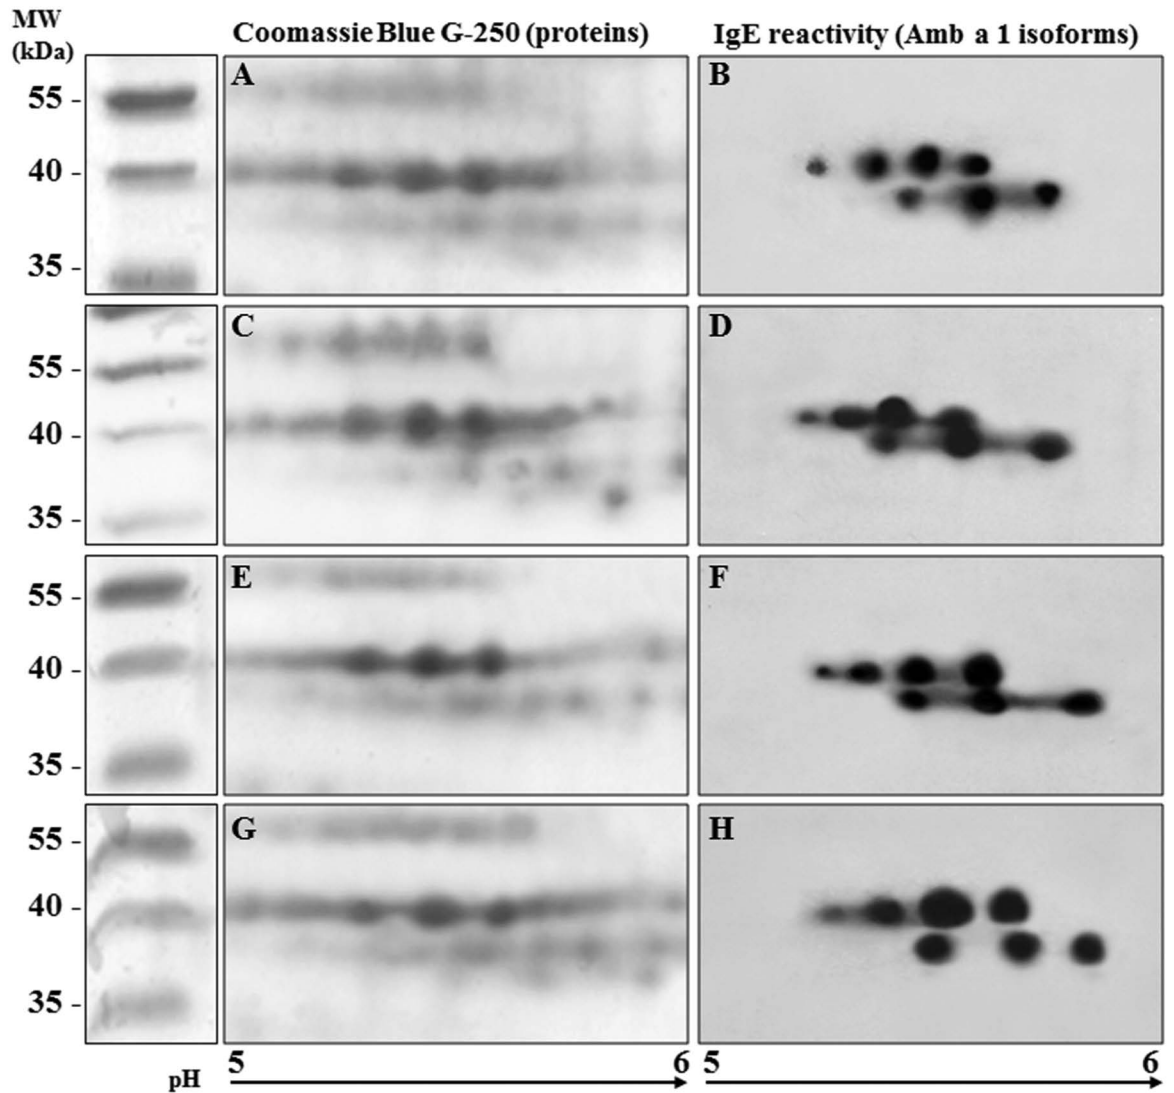 MW
(kDa)
Coomassie Blue G-250 (proteins)
IgE reactivity (Amb a 1 isoforms)
A
B
55 -
40 -
35 -
C
D
55 -
40 -
35 -
E
F
55 -
40 -
35 -
G
H
55 -
40 -
35 -
pH
5
6
5
6